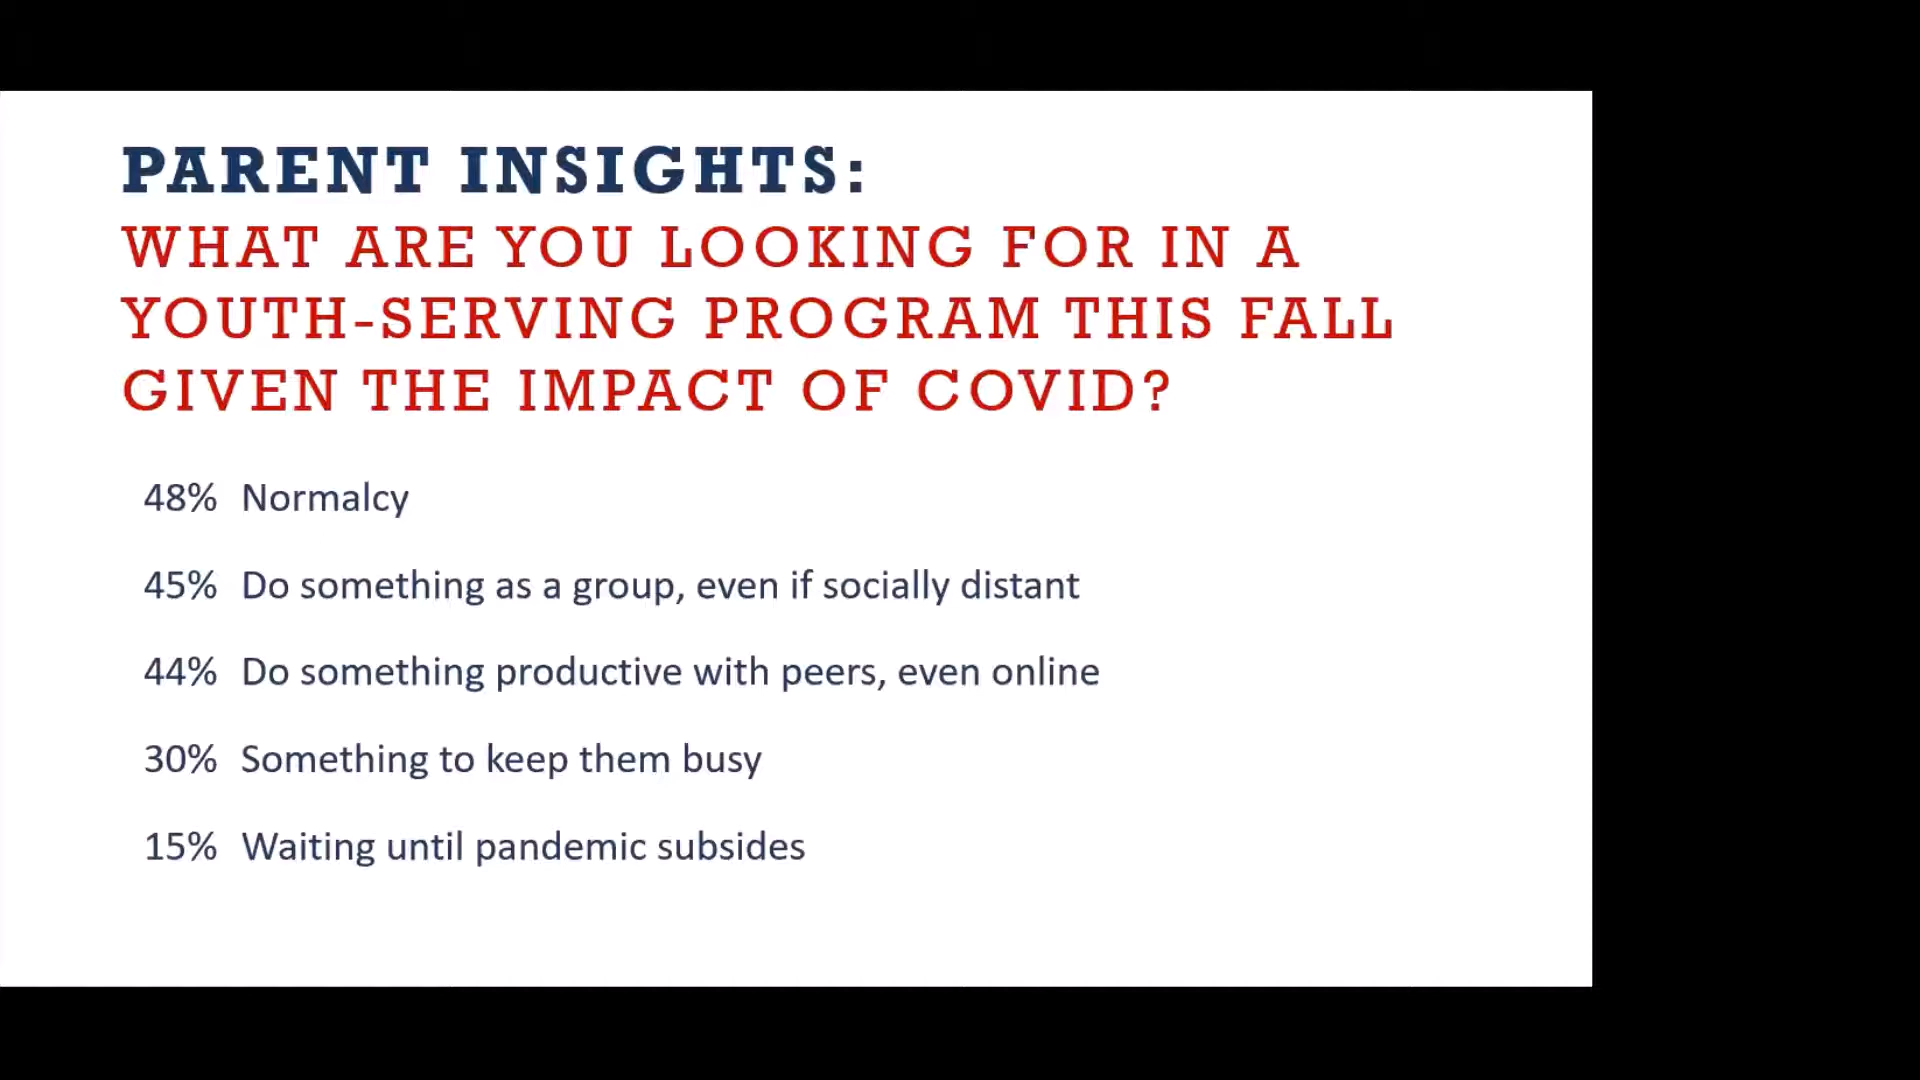 PARENT INSIGHTS:
WHAT ARE YOU LOOKING FOR IN A
YOUTH-SERVING PROGRAM THIS FALL
GIVEN THE IMPACT OF COVID?
48% Normalcy
45% Do something as a group, even if socially distant
44% Do something productive with peers, even online
30% Something to keep them busy
15% Waiting until pandemic subsides